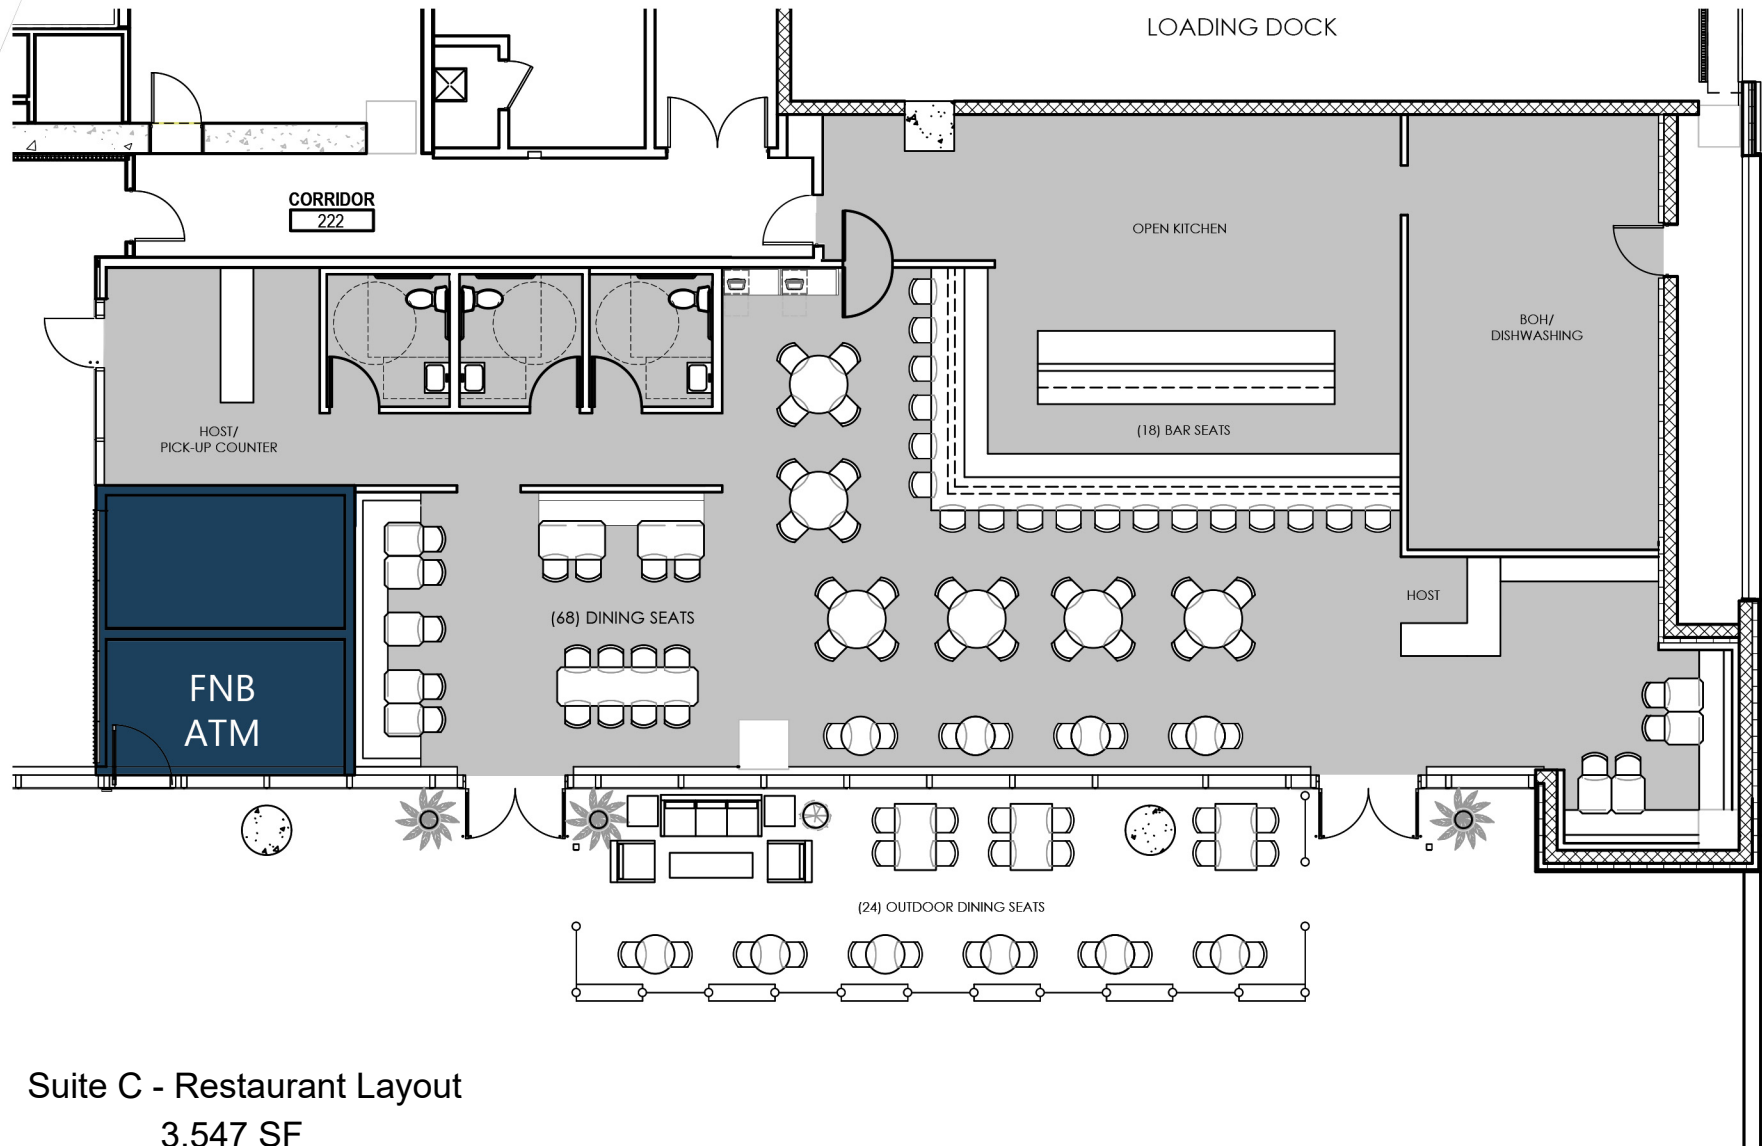 LOADING DOCK
CORRIDOR
222
OPEN KITCHEN
BOH/
DISHWASHING
HOST/
PICK-UP COUNTER
(18) BAR SEATS
HOST
(68) DINING SEATS
FNB
ATM
(24) OUTDOOR DINING SEATS
Suite C - Restaurant Layout
3,547 SF